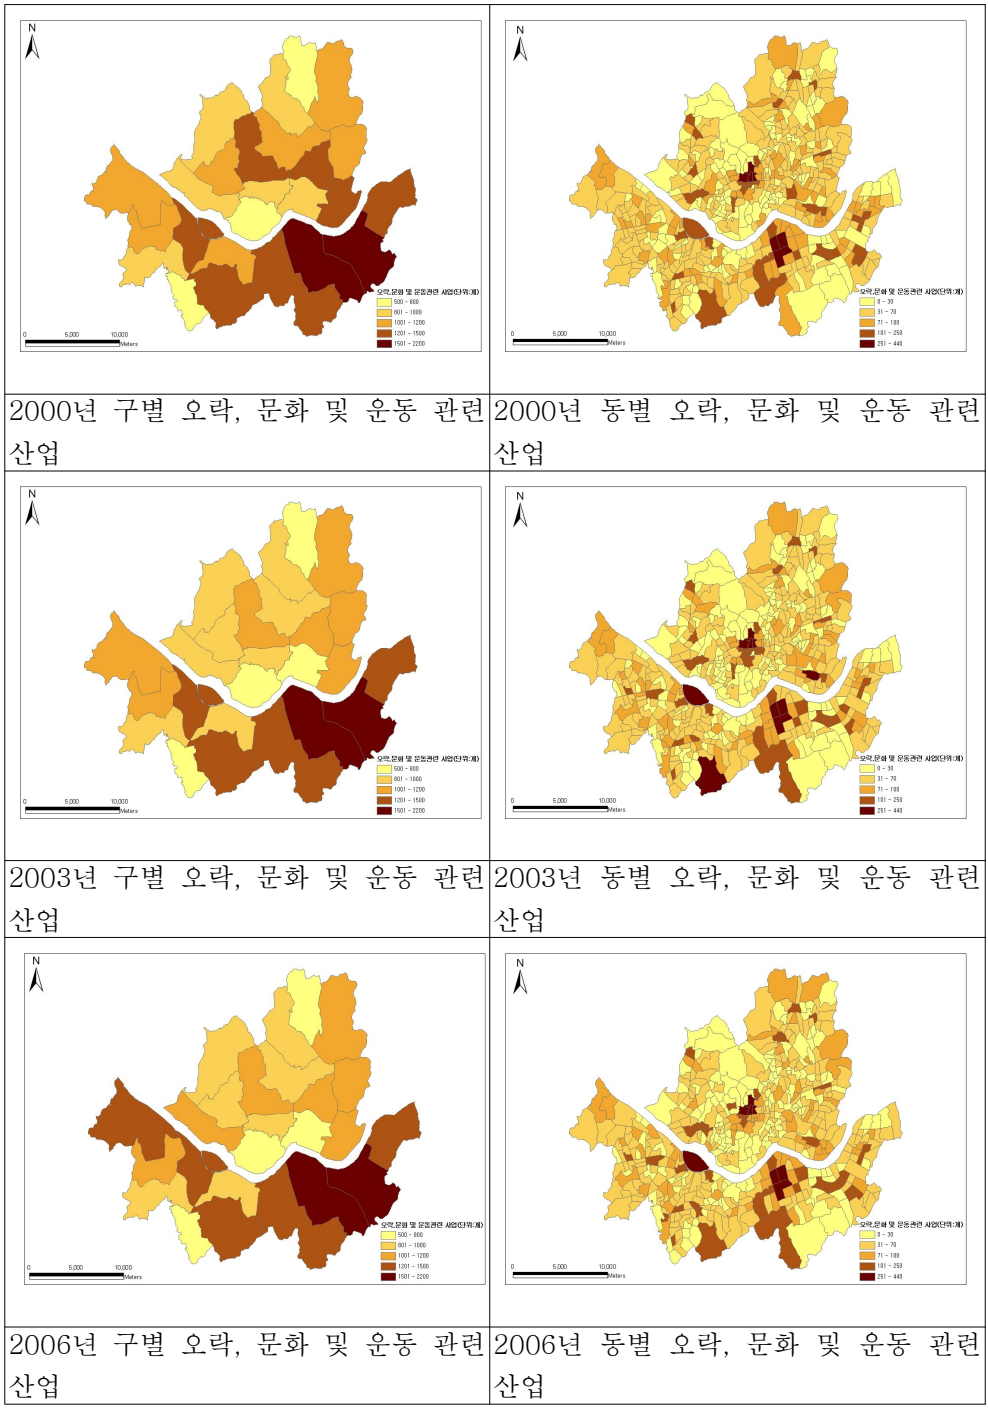 N
오락,문화 및 운동관련 사업(단위:개)
500 - 800
801 - 1000
1001 - 1200
1201 - 1500
1501 - 2200
0 5,000 10,000
Meters
N
오락,문화 및 운동관련 사업(단위:개)
0 - 30
31 - 70
71 - 100
101 - 250
251 - 440
0 5,000 10,000
Meters
2000년 구별 오락, 문화 및 운동 관련
산업
2000년 동별 오락, 문화 및 운동 관련
산업
N
오락,문화 및 운동관련 사업(단위:개)
500 - 800
801 - 1000
1001 - 1200
1201 - 1500
1501 - 2200
0 5,000 10,000
Meters
N
오락,문화 및 운동관련 사업(단위:개)
0 - 30
31 - 70
71 - 100
101 - 250
251 - 440
0 5,000 10,000
Meters
2003년 구별 오락, 문화 및 운동 관련
산업
2003년 동별 오락, 문화 및 운동 관련
산업
N
오락,문화 및 운동관련 사업(단위:개)
500 - 800
801 - 1000
1001 - 1200
1201 - 1500
1501 - 2200
0 5,000 10,000
Meters
N
오락,문화 및 운동관련 사업(단위:개)
0 - 30
31 - 70
71 - 100
101 - 250
251 - 440
0 5,000 10,000
Meters
2006년 구별 오락, 문화 및 운동 관련
산업
2006년 동별 오락, 문화 및 운동 관련
산업